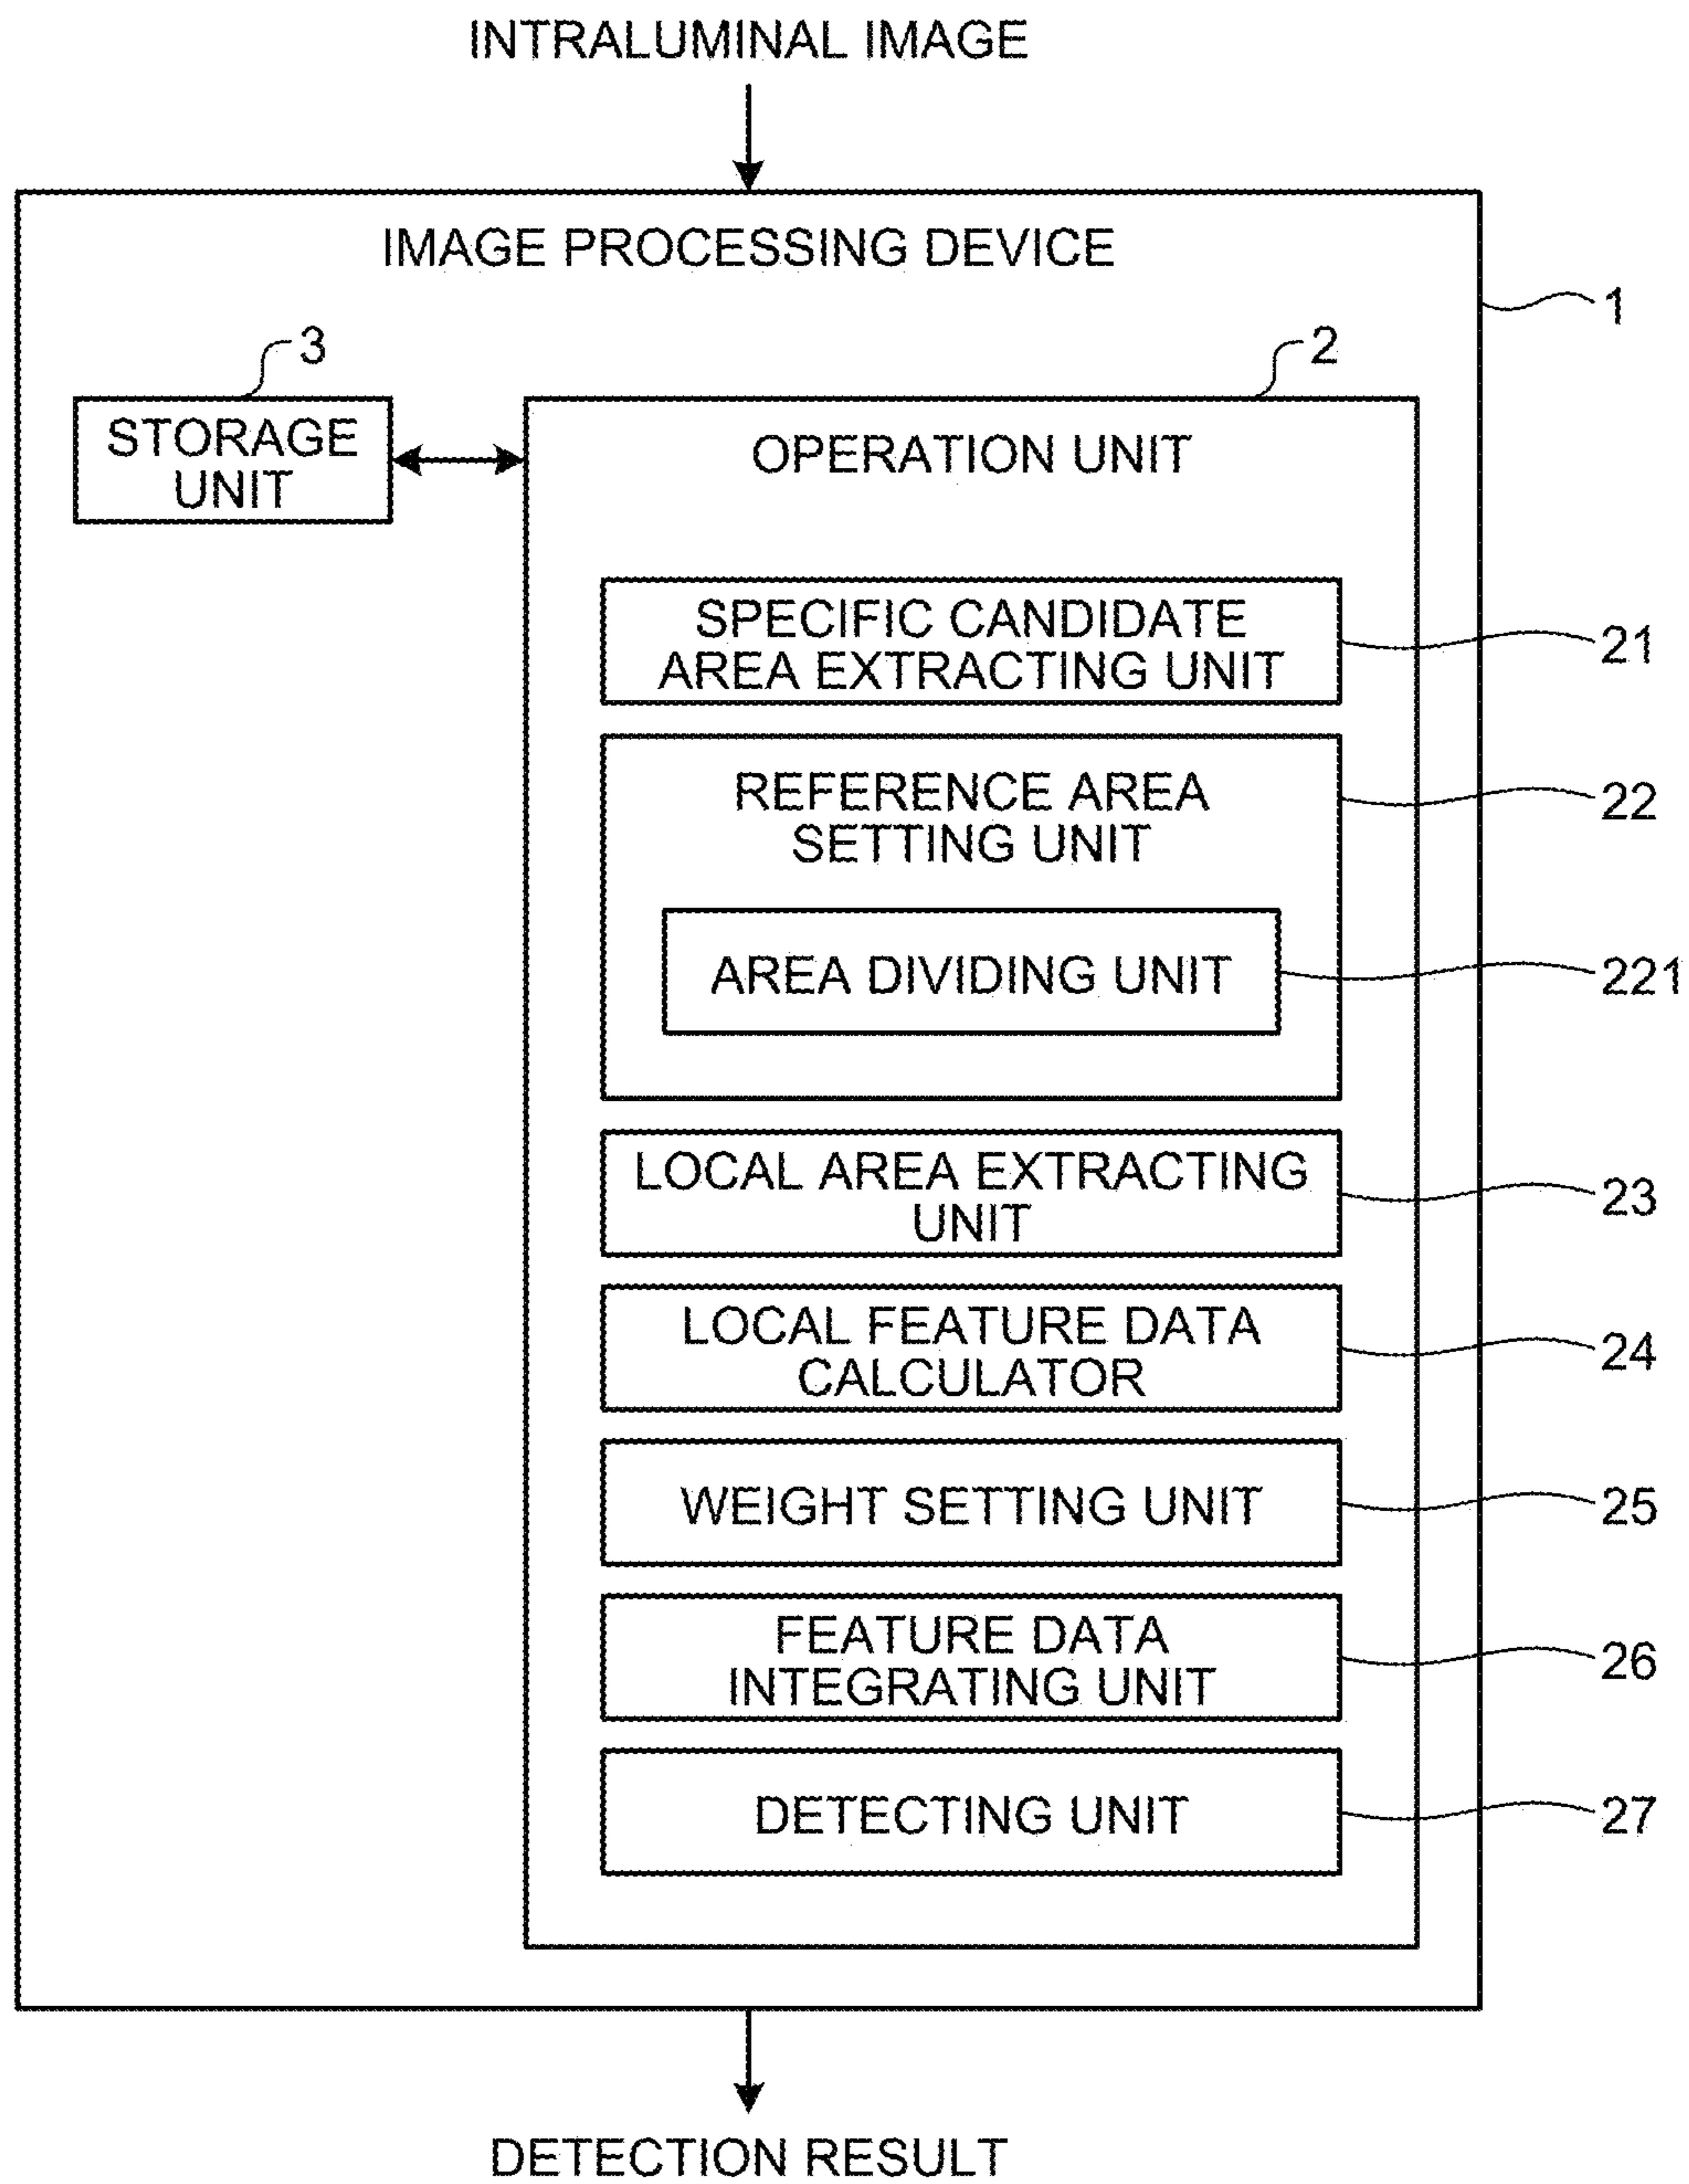 INTRALUMINAL IMAGE
IMAGE PROCESSING DEVICE
1
3
2
STORAGE
UNIT
OPERATION UNIT
SPECIFIC CANDIDATE
AREA EXTRACTING UNIT
21
REFERENCE AREA
SETTING UNIT
22
AREA DIVIDING UNIT
221
LOCAL AREA EXTRACTING
UNIT
23
LOCAL FEATURE DATA
CALCULATOR
24
WEIGHT SETTING UNIT
25
FEATURE DATA
INTEGRATING UNIT
26
DETECTING UNIT
27
DETECTION RESULT